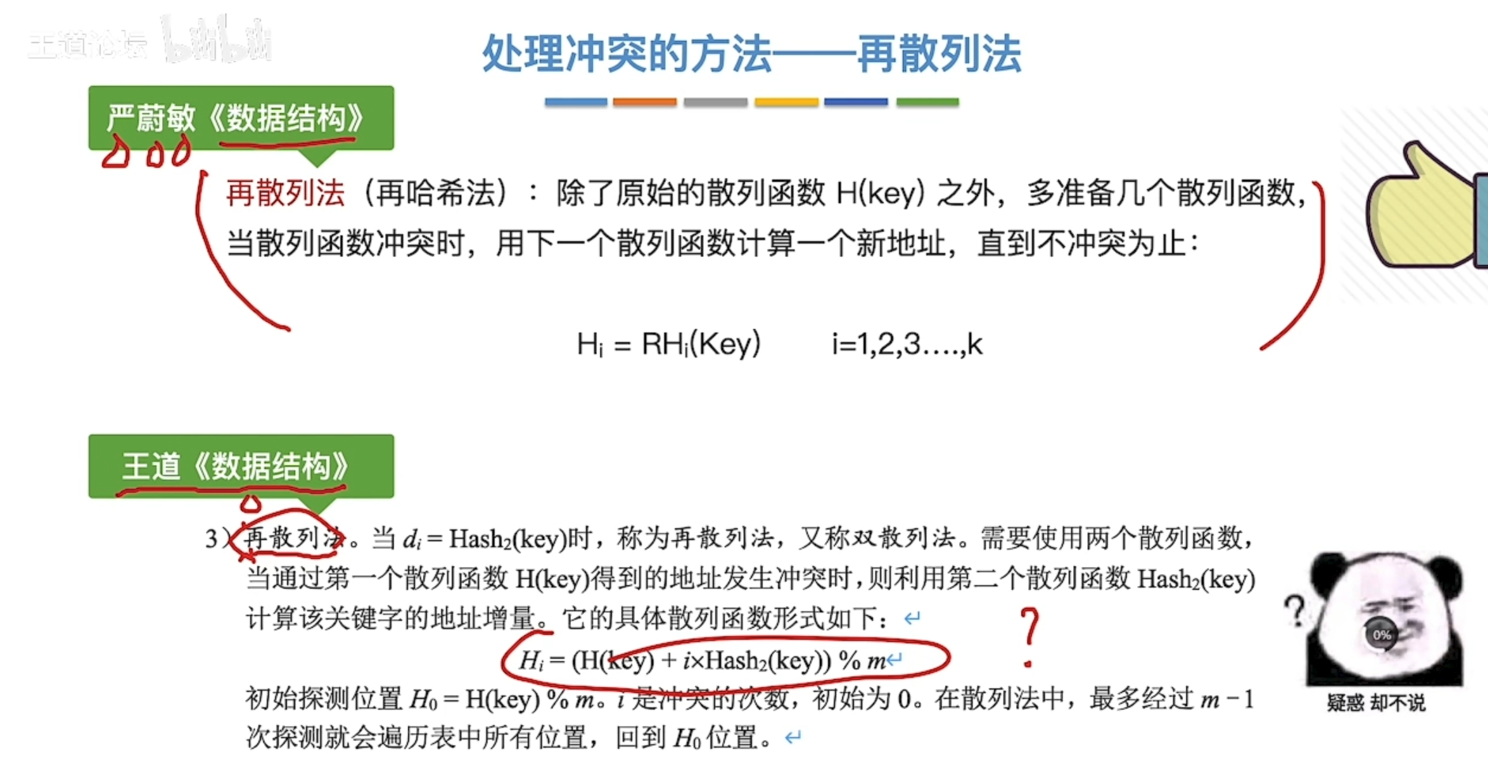 王道论坛 bilibili
处理冲突的方法——再散列法
严蔚敏《数据结构》
再散列法（再哈希法）：除了原始的散列函数 H(key) 之外，多准备几个散列函数，
当散列函数冲突时，用下一个散列函数计算一个新地址，直到不冲突为止：
Hᵢ = RHᵢ(Key) i=1,2,3….,k
王道《数据结构》
3）再散列法。当 dᵢ = Hash₂(key)时，称为再散列法，又称双散列法。需要使用两个散列函数，
当通过第一个散列函数 H(key)得到的地址发生冲突时，则利用第二个散列函数 Hash₂(key)
计算该关键字的地址增量。它的具体散列函数形式如下：↵
?
?
Hᵢ = (H(key) + i×Hash₂(key)) % m↵
0%
初始探测位置 H₀ = H(key) % m。i 是冲突的次数，初始为 0。在散列法中，最多经过 m − 1
疑惑 却不说
次探测就会遍历表中所有位置，回到 H₀ 位置。↵